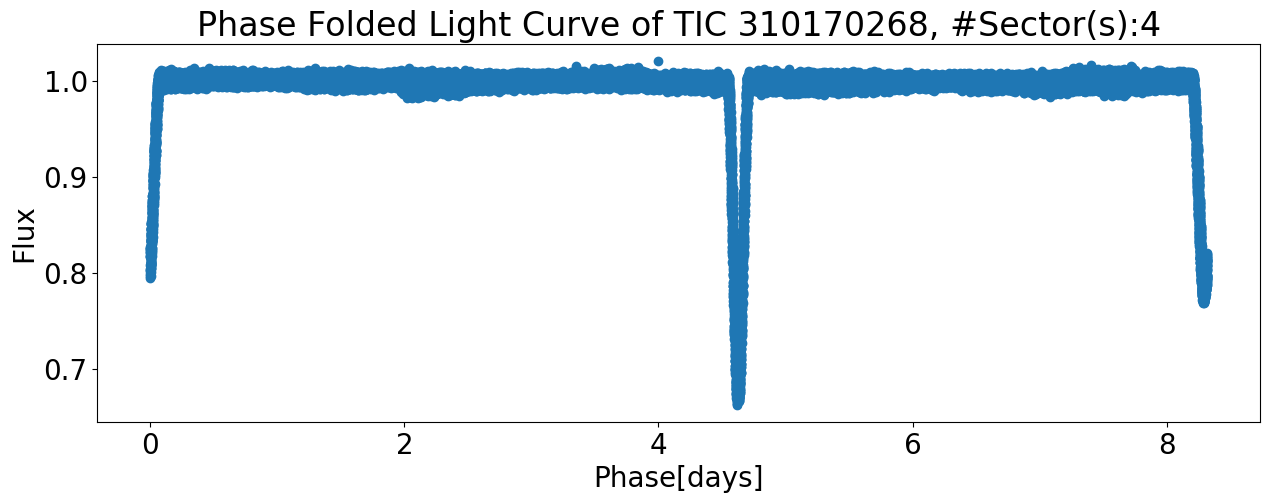 Phase Folded Light Curve of TIC 310170268, #Sector(s):4
1.0
0.9
0.8
0.7
Flux
0 2 4 6 8
Phase[days]